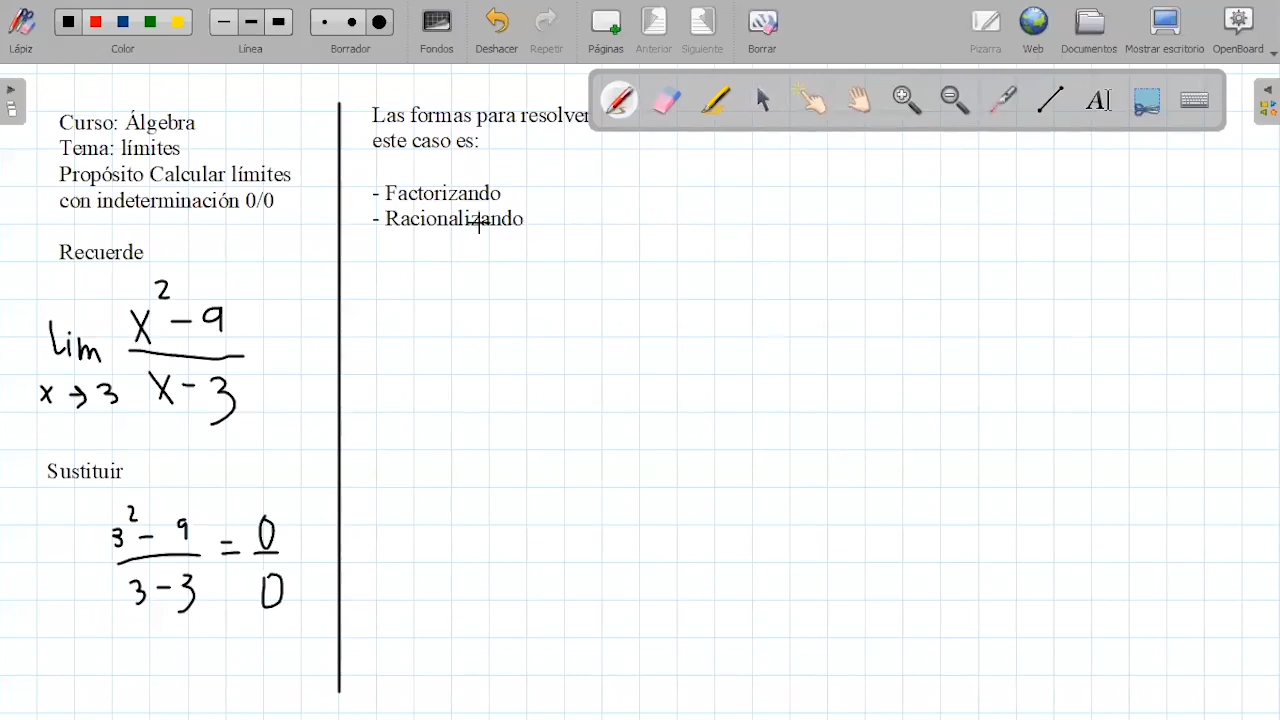 Lápiz
Color
Línea
Borrador
Fondos
Deshacer
Repetir
Páginas
Anterior
Siguiente
Borrar
Pizarra
Web
Documentos
Mostrar escritorio
OpenBoard
Curso: Álgebra
Tema: límites
Propósito Calcular límites
con indeterminación 0/0
Recuerde
Lim x → 3 (x² - 9)/(x - 3)
Sustituir
(3² - 9)/(3 - 3) = 0/0
Las formas para resolver
este caso es:
- Factorizando
- Racionalizando